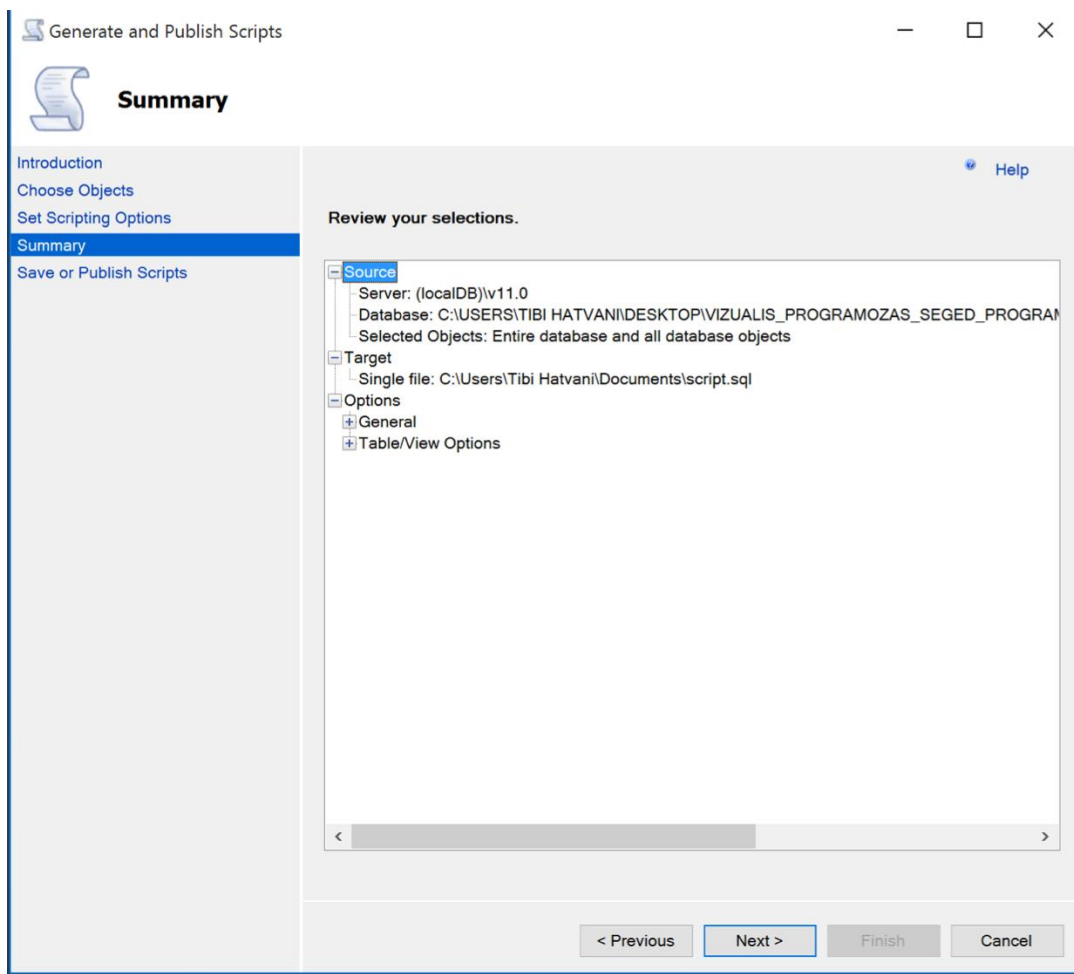 Generate and Publish Scripts
Summary
Introduction
Choose Objects
Set Scripting Options
Summary
Save or Publish Scripts
Help
Review your selections.
Source
Server: (localDB)\v11.0
Database: C:\USERS\TIBI HATVANI\DESKTOP\VIZUALIS_PROGRAMOZAS_SEGED_PROGRAM
Selected Objects: Entire database and all database objects
Target
Single file: C:\Users\Tibi Hatvani\Documents\script.sql
Options
General
Table/View Options
< Previous
Next >
Finish
Cancel